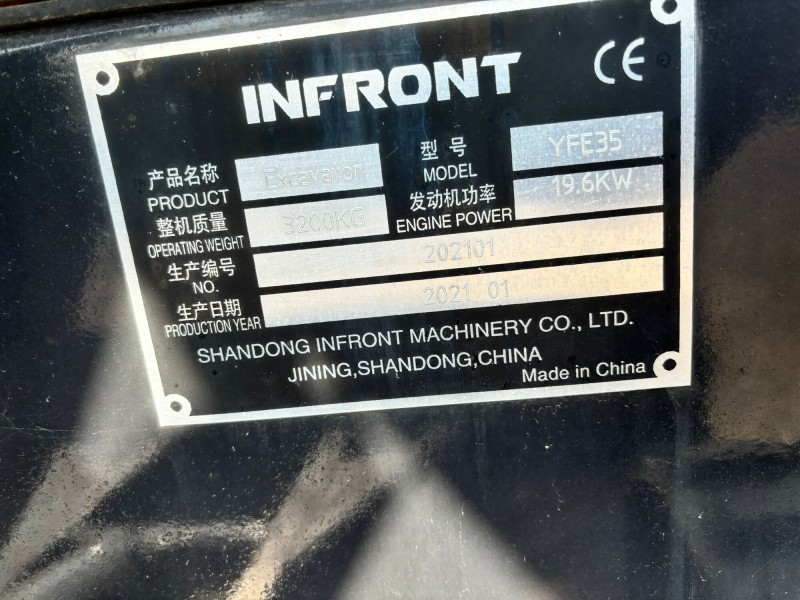 INFRONT CE
产品名称 Excavator 型 号 YFE35
PRODUCT MODEL
整机质量 3200KG 发动机功率 19.6KW
OPERATING WEIGHT ENGINE POWER
生产编号 202101
NO.
生产日期 2021 01
PRODUCTION YEAR
SHANDONG INFRONT MACHINERY CO., LTD.
JINING,SHANDONG,CHINA
Made in China